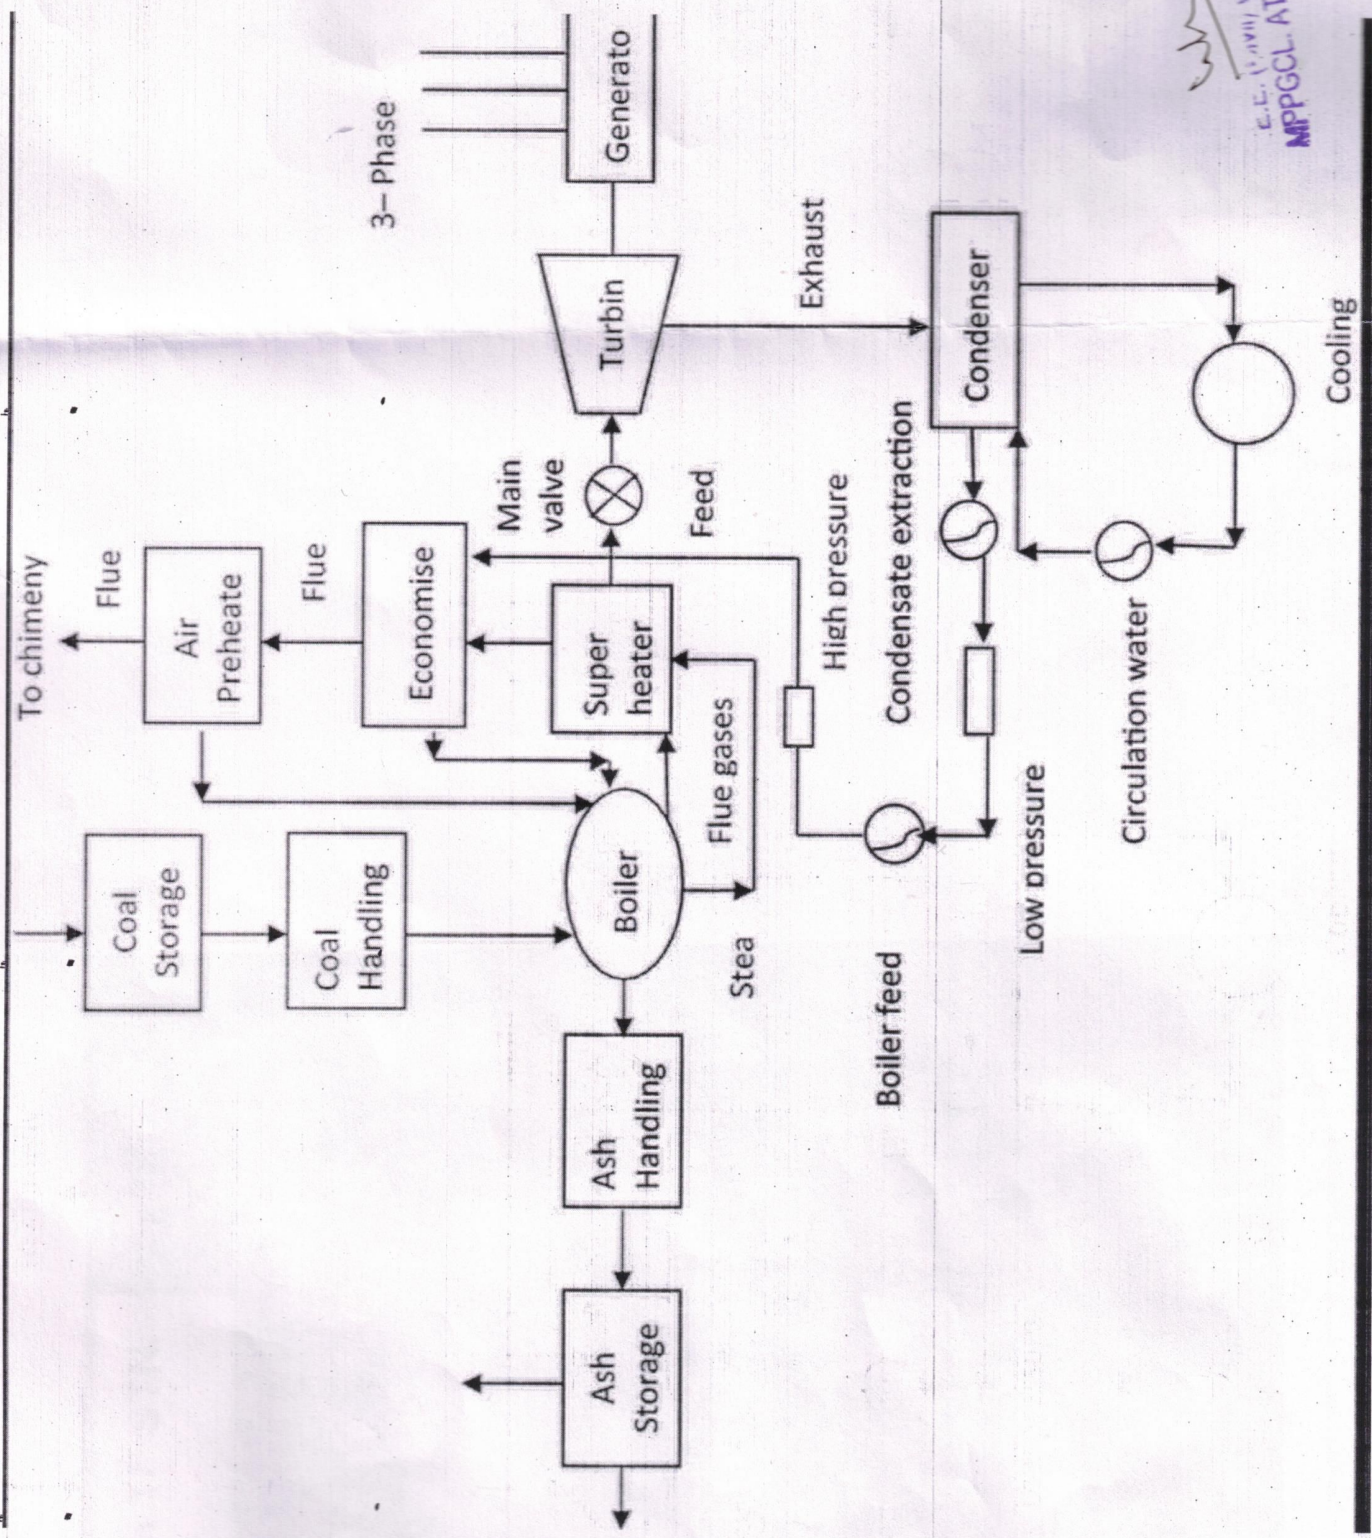 To chimeny
Flue
Air
Preheate
Flue
Economise
Super
heater
Main
valve
Turbin
Generato
3– Phase
Coal
Storage
Coal
Handling
Boiler
Ash
Handling
Ash
Storage
Stea
Flue gases
Feed
Exhaust
High pressure
Boiler feed
Condensate extraction
Condenser
Low pressure
Circulation water
Cooling
MPPGCL. AT